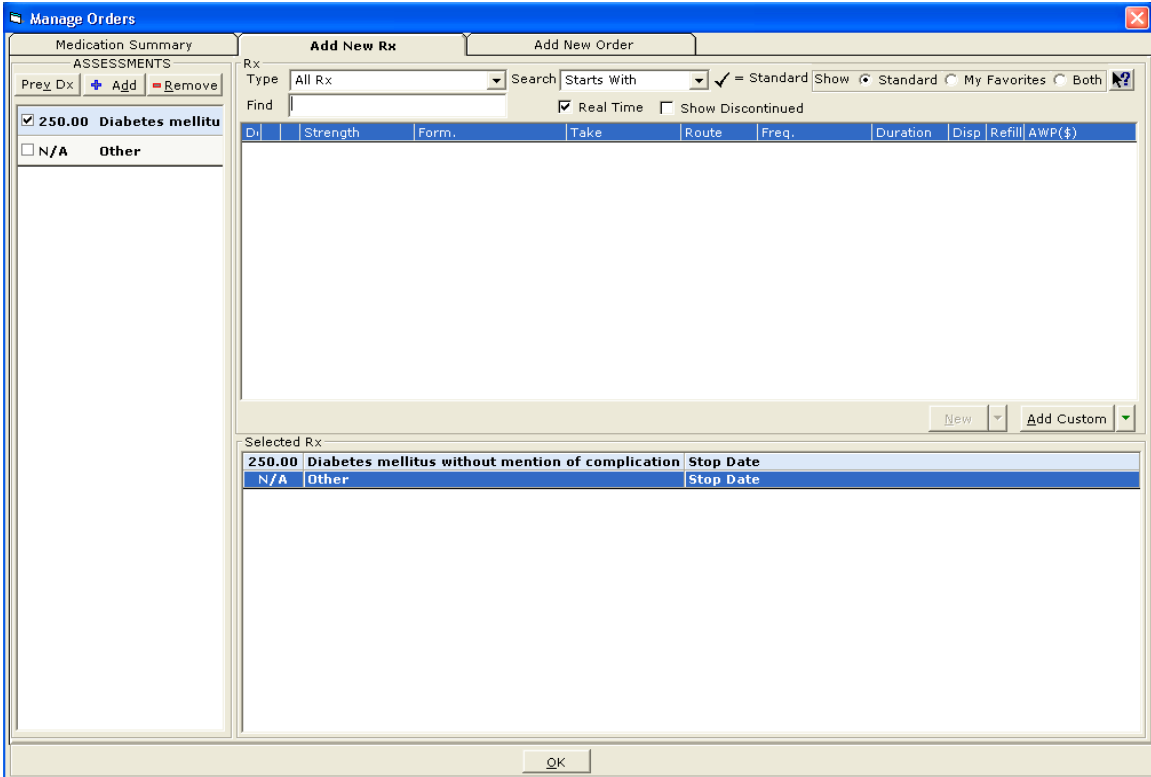 Manage Orders
Medication Summary Add New Rx Add New Order
ASSESSMENTS
Prev Dx Add Remove
250.00 Diabetes mellitu
N/A Other
Rx
Type All Rx Search Starts With = Standard Show Standard My Favorites Both
Find Real Time Show Discontinued
Strength Form. Take Route Freq. Duration Disp Refill AWP($)
New Add Custom
Selected Rx
250.00 Diabetes mellitus without mention of complication Stop Date
N/A Other Stop Date
OK